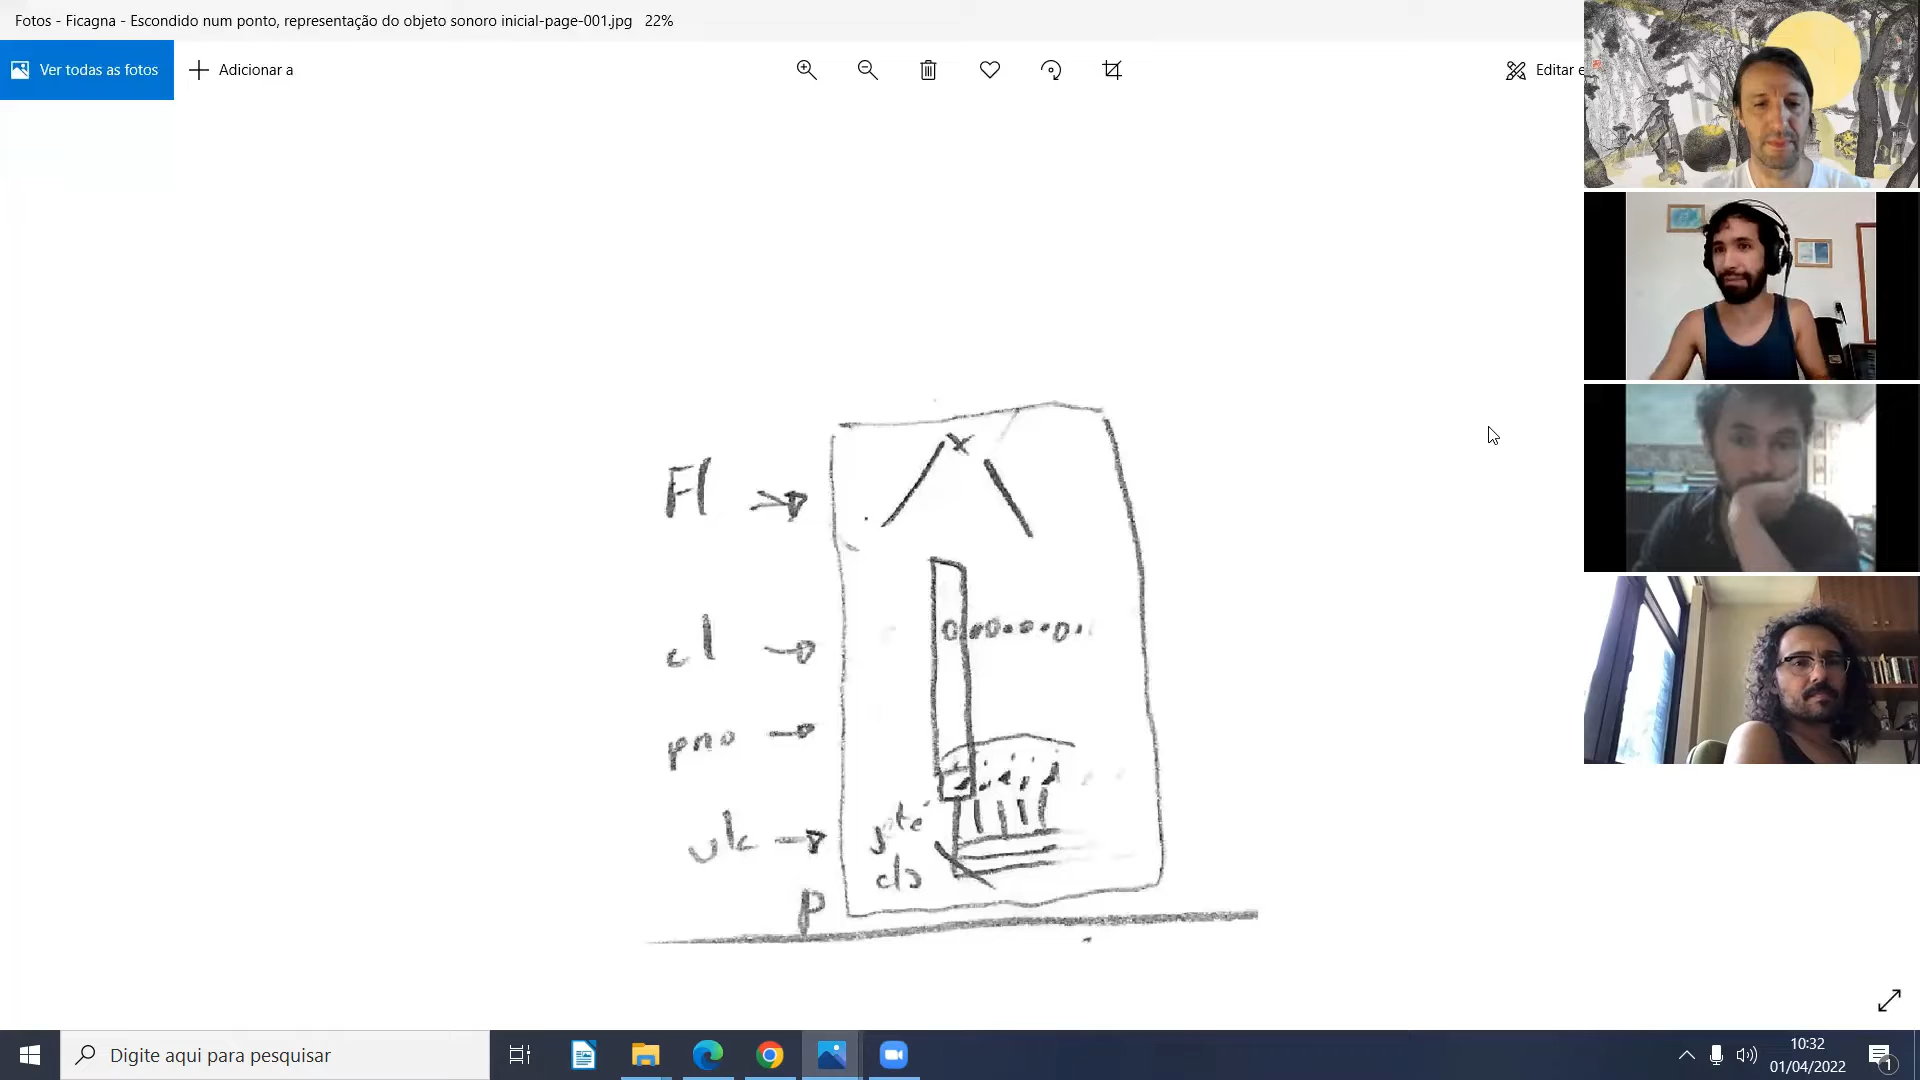 Fotos - Ficagna - Escondido num ponto, representação do objeto sonoro inicial-page-001.jpg 22%
Ver todas as fotos
Adicionar a
Editar e
Fl
cl
pno
vlc
p
Digite aqui para pesquisar
10:32
01/04/2022
1